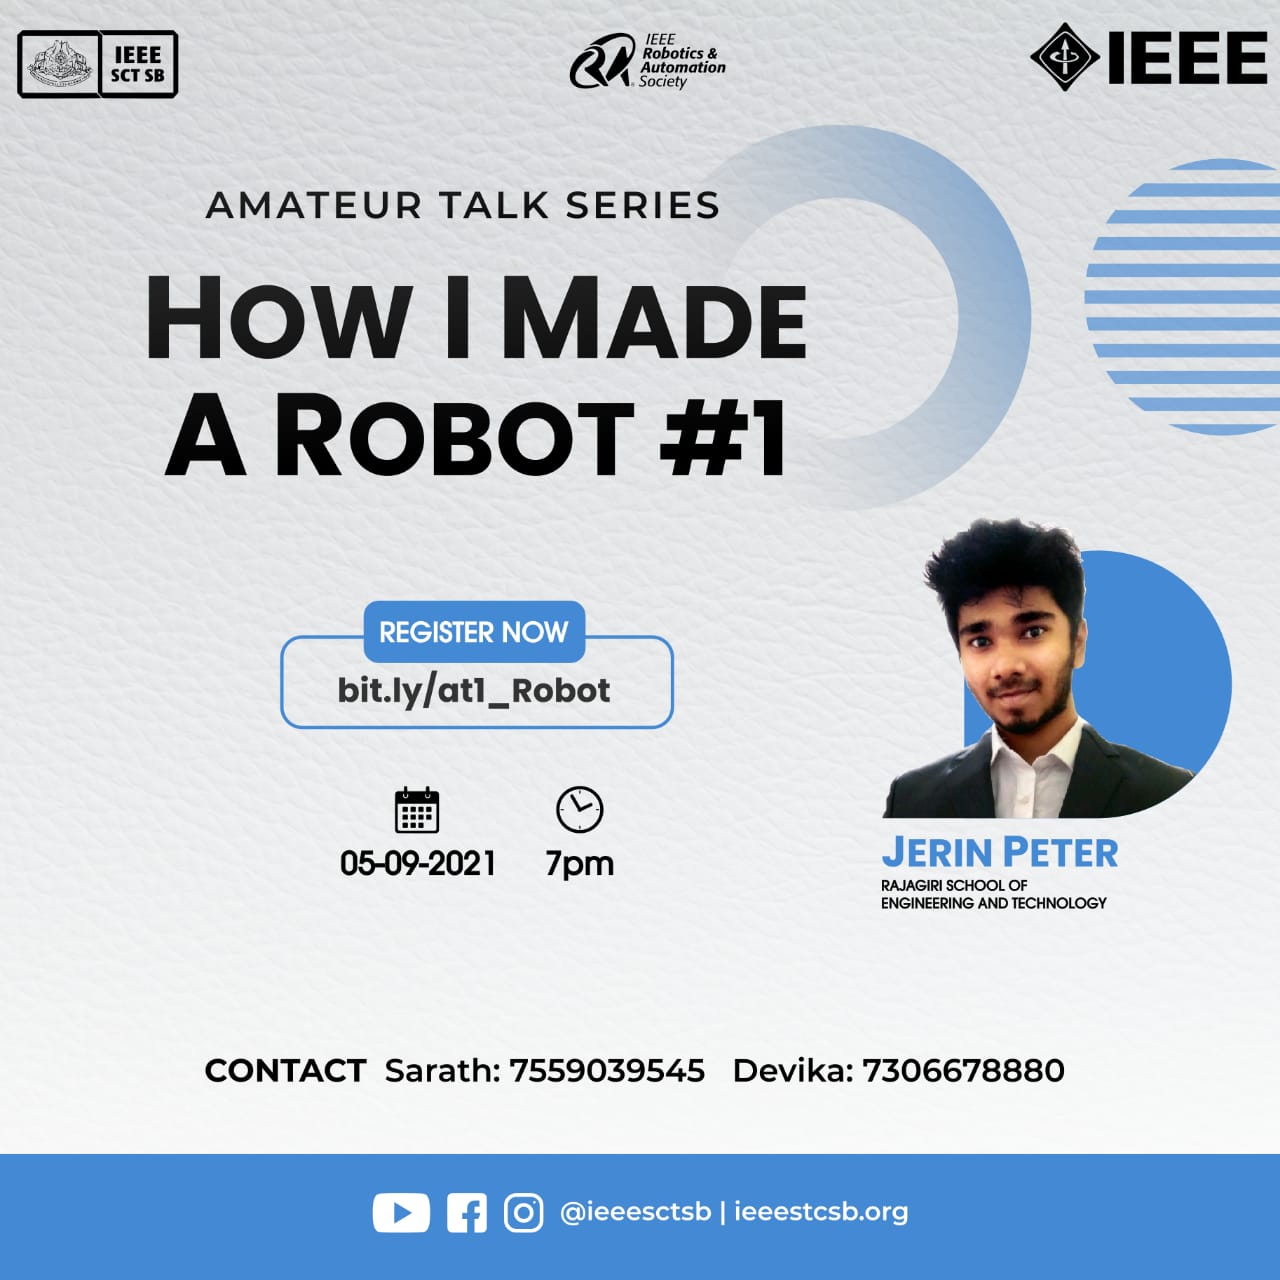 IEEE
SCT SB
IEEE
Robotics &
Automation
Society
IEEE
AMATEUR TALK SERIES
HOW I MADE
A ROBOT #1
REGISTER NOW
bit.ly/at1_Robot
05-09-2021
7pm
JERIN PETER
RAJAGIRI SCHOOL OF
ENGINEERING AND TECHNOLOGY
CONTACT Sarath: 7559039545 Devika: 7306678880
@ieeesctsb | ieeestcsb.org